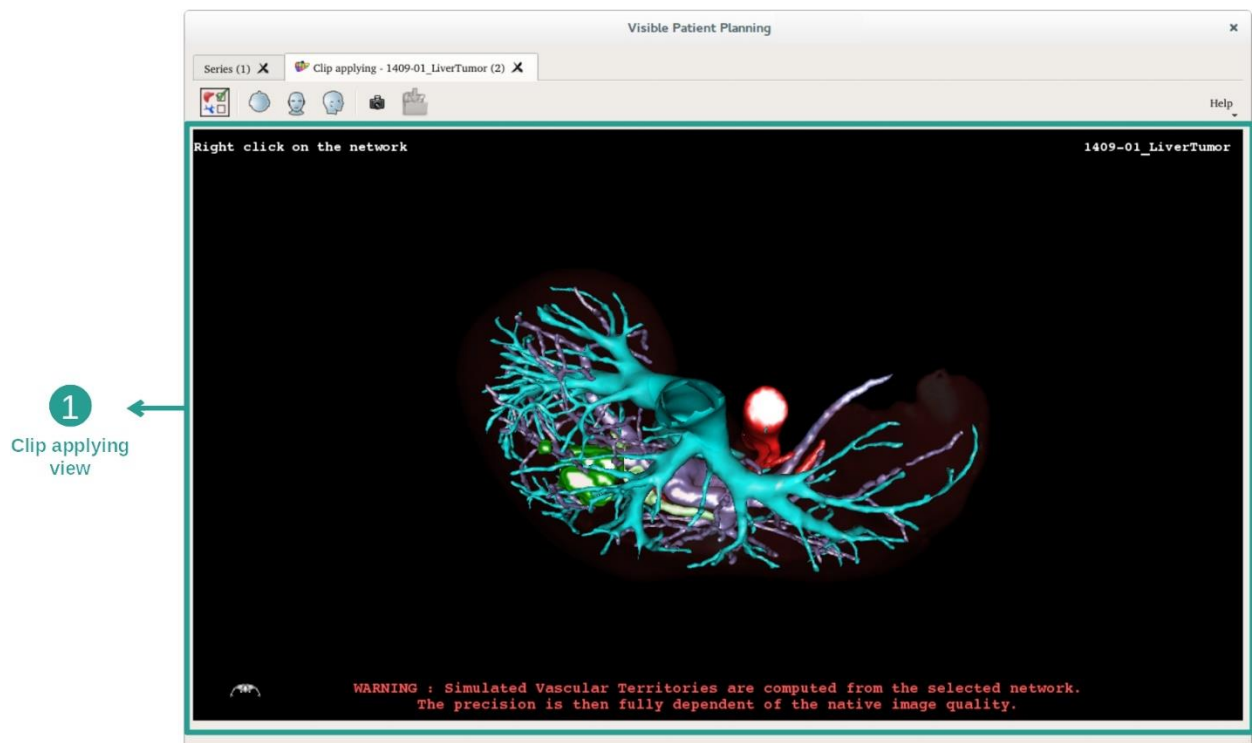 Visible Patient Planning
Series (1)
Clip applying - 1409-01_LiverTumor (2)
Help
Right click on the network
1409-01_LiverTumor
1
Clip applying
view
WARNING : Simulated Vascular Territories are computed from the selected network.
The precision is then fully dependent of the native image quality.